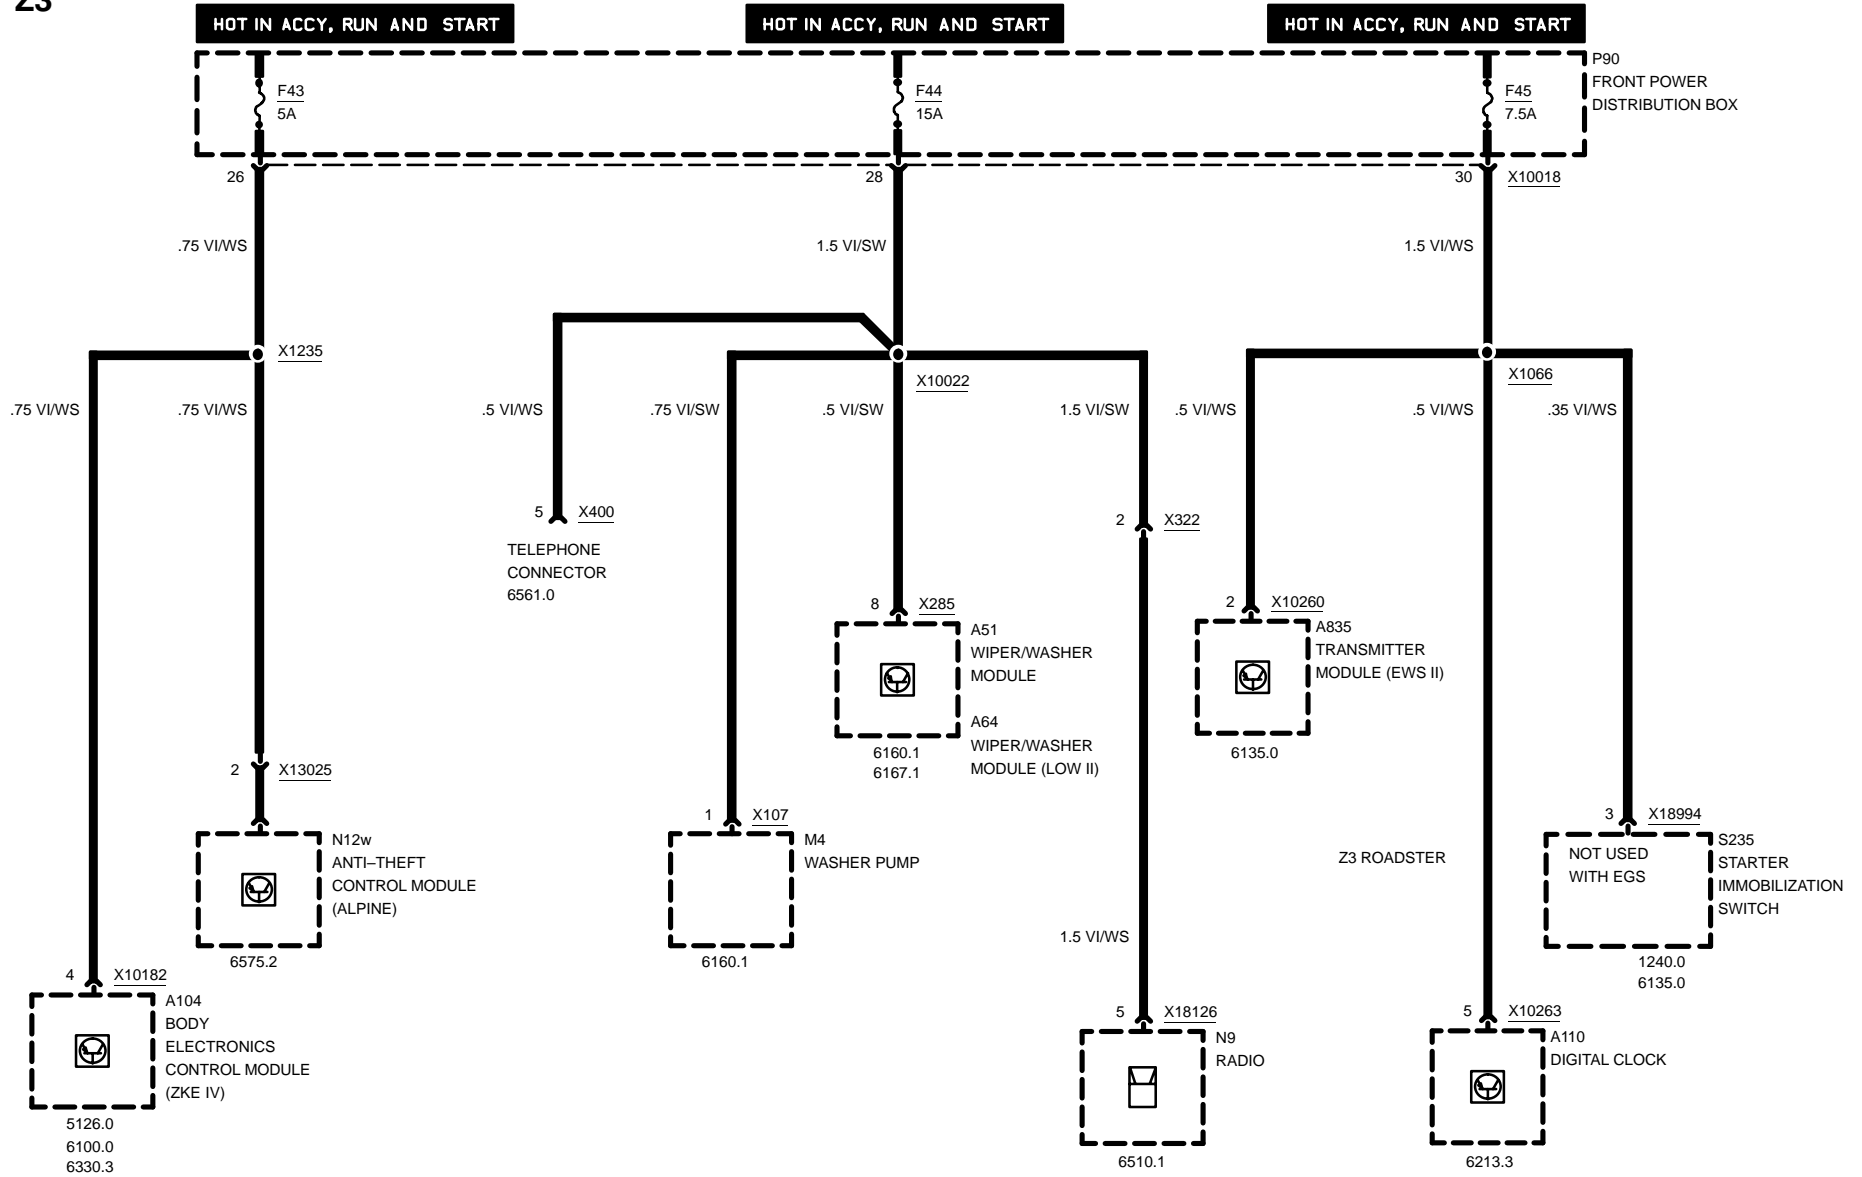 Z3
HOT IN ACCY, RUN AND START
HOT IN ACCY, RUN AND START
HOT IN ACCY, RUN AND START
P90
FRONT POWER
DISTRIBUTION BOX
F43
5A
F44
15A
F45
7.5A
26
28
30
X10018
.75 VI/WS
1.5 VI/SW
1.5 VI/WS
X1235
X10022
X1066
.75 VI/WS
.75 VI/WS
.5 VI/WS
.75 VI/SW
.5 VI/SW
1.5 VI/SW
.5 VI/WS
.5 VI/WS
.35 VI/WS
5
X400
TELEPHONE
CONNECTOR
6561.0
2
X322
8
X285
A51
WIPER/WASHER
MODULE
A64
WIPER/WASHER
MODULE (LOW II)
6160.1
6167.1
2
X10260
A835
TRANSMITTER
MODULE (EWS II)
6135.0
2
X13025
N12w
ANTI–THEFT
CONTROL MODULE
(ALPINE)
6575.2
1
X107
M4
WASHER PUMP
6160.1
Z3 ROADSTER
3
X18994
NOT USED
WITH EGS
S235
STARTER
IMMOBILIZATION
SWITCH
1240.0
6135.0
1.5 VI/WS
4
X10182
A104
BODY
ELECTRONICS
CONTROL MODULE
(ZKE IV)
5126.0
6100.0
6330.3
5
X18126
N9
RADIO
6510.1
5
X10263
A110
DIGITAL CLOCK
6213.3